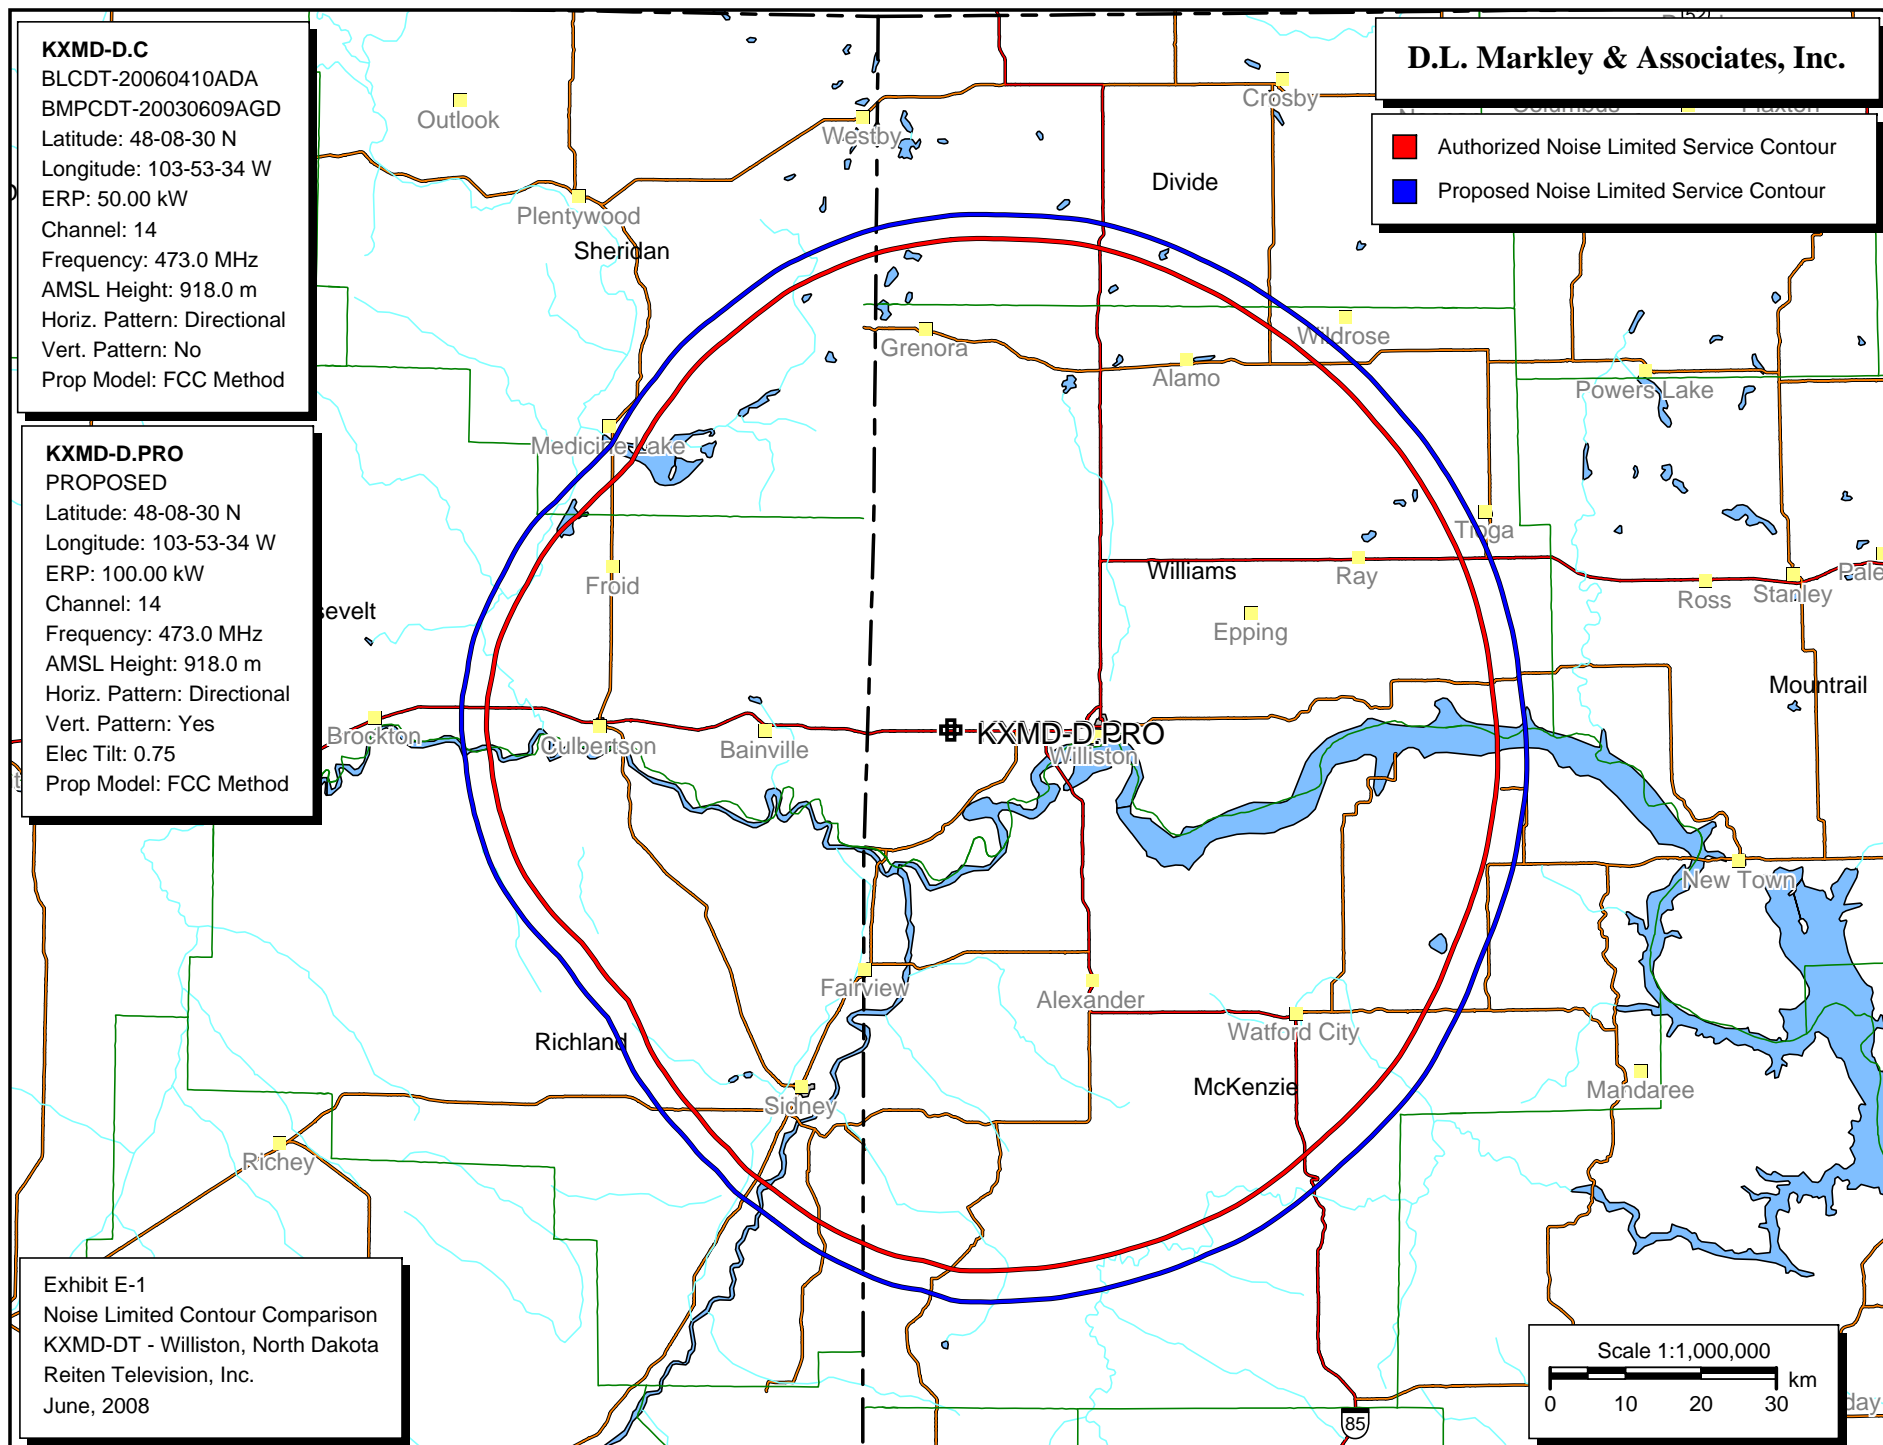 KXMD-D.C
BLCDT-20060410ADA
BMPCDT-20030609AGD
Latitude: 48-08-30 N
Longitude: 103-53-34 W
ERP: 50.00 kW
Channel: 14
Frequency: 473.0 MHz
AMSL Height: 918.0 m
Horiz. Pattern: Directional
Vert. Pattern: No
Prop Model: FCC Method
KXMD-D.PRO
PROPOSED
Latitude: 48-08-30 N
Longitude: 103-53-34 W
ERP: 100.00 kW
Channel: 14
Frequency: 473.0 MHz
AMSL Height: 918.0 m
Horiz. Pattern: Directional
Vert. Pattern: Yes
Elec Tilt: 0.75
Prop Model: FCC Method
D.L. Markley & Associates, Inc.
Authorized Noise Limited Service Contour
Proposed Noise Limited Service Contour
52
Outlook
Westby
Crosby
Columbus
Flaxton
Plentywood
Divide
Sheridan
Grenora
Wildrose
Alamo
Powers Lake
Medicine Lake
Tioga
Froid
Williams
Ray
Ross
Stanley
Pale
sevelt
Epping
Mountrail
Brockton
Culbertson
Bainville
KXMD-D.PRO
Williston
New Town
Fairview
Alexander
Watford City
Richland
McKenzie
Mandaree
Sidney
Richey
85
day
Exhibit E-1
Noise Limited Contour Comparison
KXMD-DT - Williston, North Dakota
Reiten Television, Inc.
June, 2008
Scale 1:1,000,000
km
0 10 20 30